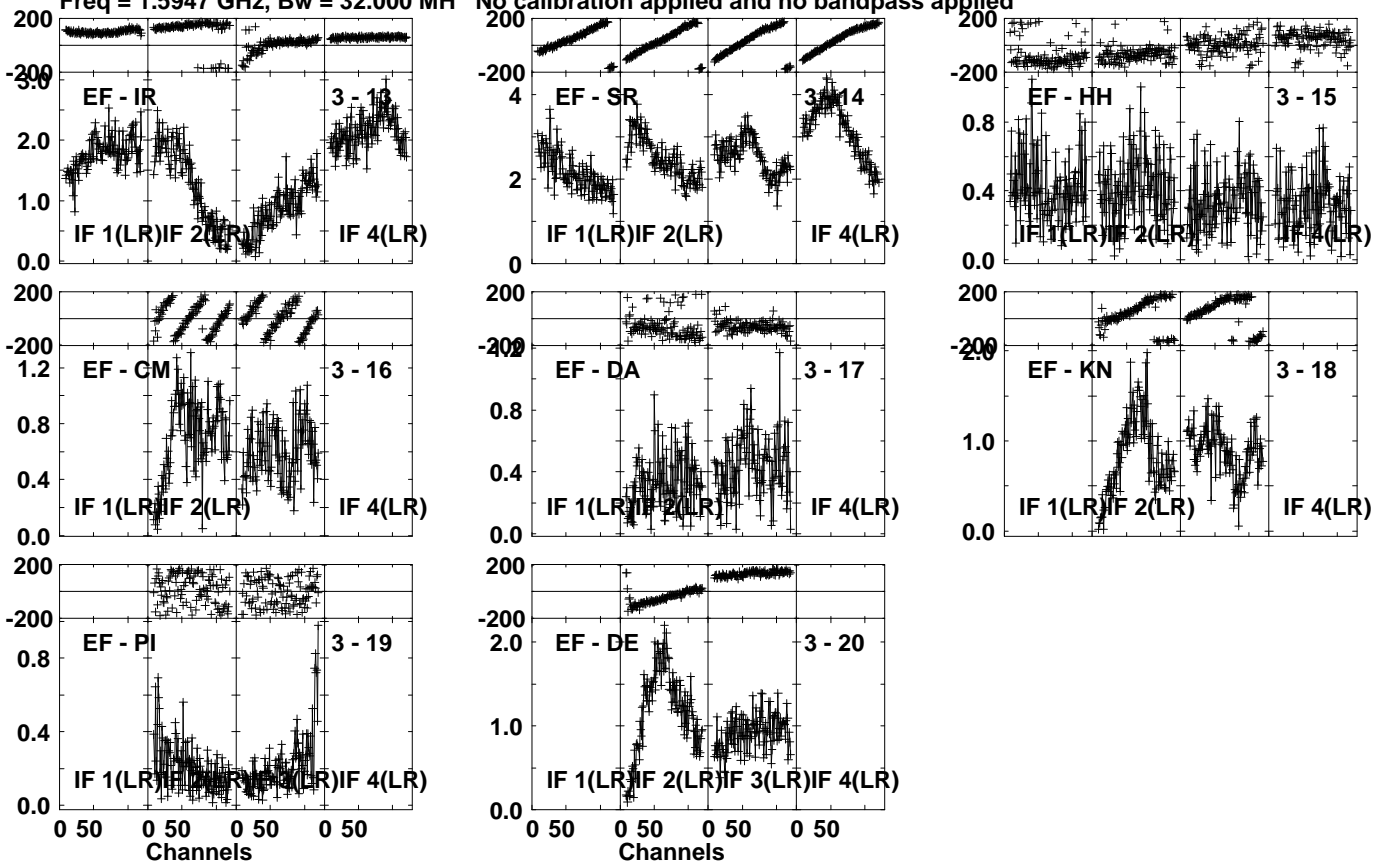 Freq = 1.5947 GHz, Bw = 32.000 MH No calibration applied and no bandpass applied
200
-200
3.0
2.0
1.0
0.0
EF - IR 3 - 13
IF 1(LR) IF 2(LR) IF 4(LR)
200
-200
4
2
0
EF - SR 3 - 14
IF 1(LR) IF 2(LR) IF 4(LR)
200
-200
0.8
0.4
0.0
EF - HH 3 - 15
IF 1(LR) IF 2(LR) IF 4(LR)
200
-200
1.2
0.8
0.4
0.0
EF - CM 3 - 16
IF 1(LR) IF 2(LR) IF 4(LR)
200
-200
1.2
0.8
0.4
0.0
EF - DA 3 - 17
IF 1(LR) IF 2(LR) IF 4(LR)
200
-200
2.0
1.0
0.0
EF - KN 3 - 18
IF 1(LR) IF 2(LR) IF 4(LR)
200
-200
0.8
0.4
0.0
EF - PI 3 - 19
IF 1(LR) IF 2(LR) IF 3(LR) IF 4(LR)
0 50 0 50 0 50 0 50
Channels
200
-200
2.0
1.0
0.0
EF - DE 3 - 20
IF 1(LR) IF 2(LR) IF 3(LR) IF 4(LR)
0 50 0 50 0 50 0 50
Channels